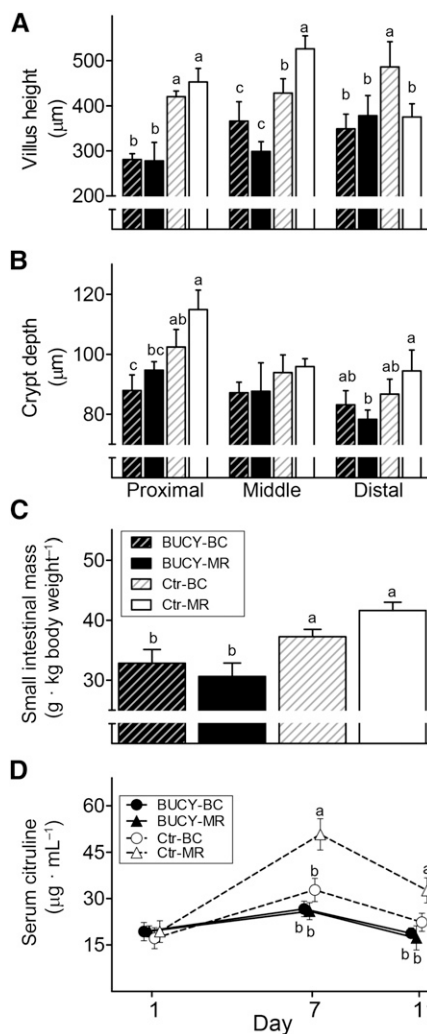 A
Villus height
(μm)
500
400
300
200
b b a a
b c b a
b b a b
B
Crypt depth
(μm)
120
100
80
c bc ab a
ab b ab a
Proximal Middle Distal
C
Small intestinal mass
(g · kg body weight⁻¹)
50
40
30
BUCY-BC
BUCY-MR
Ctr-BC
Ctr-MR
b b a a
D
Serum citruline
(μg · mL⁻¹)
60
45
30
15
BUCY-BC
BUCY-MR
Ctr-BC
Ctr-MR
a
b
b b
a
b
b
1 7 1
Day